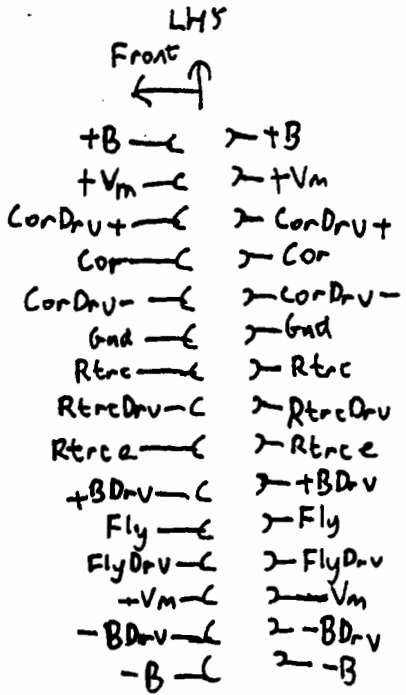 LH5
Front
+B +B
+Vm +Vm
CorDrv+ CorDrv+
Cor Cor
CorDrv- CorDrv-
Gnd Gnd
Rtrc Rtrc
RtrcDrv RtrcDrv
Rtrce Rtrce
+BDrv +BDrv
Fly Fly
FlyDrv FlyDrv
+Vm Vm
-BDrv -BDrv
-B -B